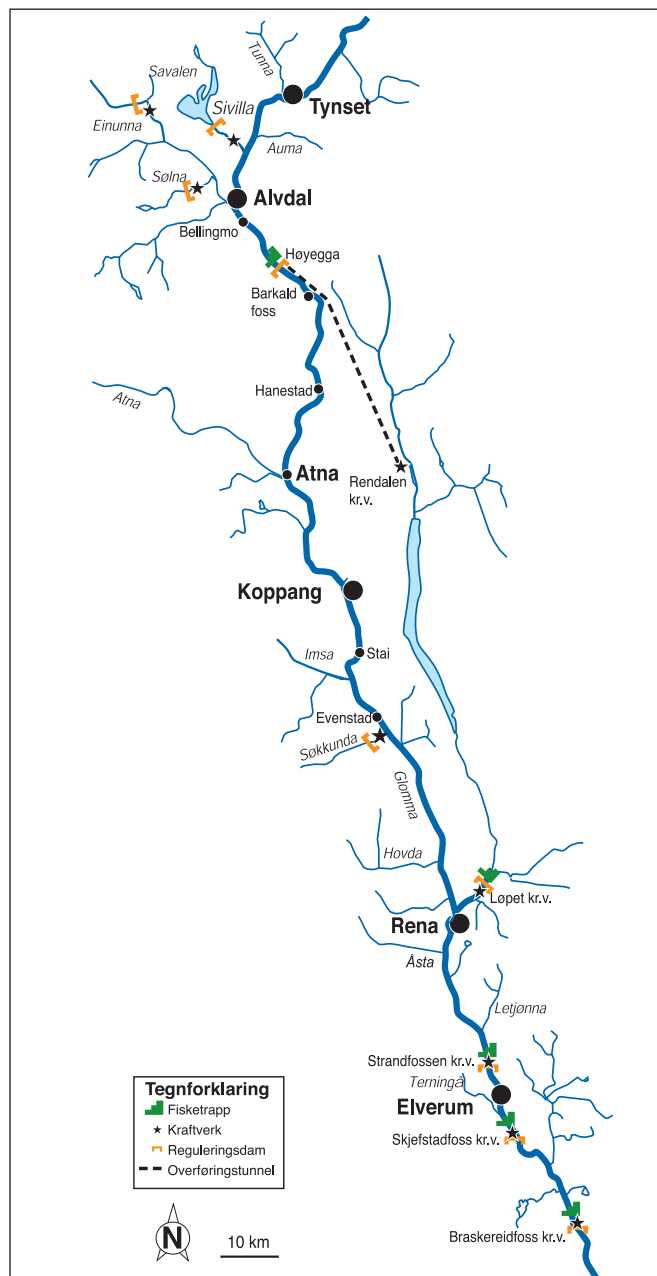 Tunna
Savalen
Sivilla
Tynset
Einunna
Auma
Sølna
Alvdal
Bellingmo
Høyegga
Barkald
foss
Hanestad
Atna
Atna
Rendalen
kr.v.
Koppang
Imsa
Stai
Evenstad
Søkkunda
Glomma
Hovda
Løpet kr.v.
Rena
Åsta
Letjønna
Strandfossen kr.v.
Terningå
Elverum
Skjefstadfoss kr.v.
Braskereidfoss kr.v.
Tegnforklaring
Fisketrapp
Kraftverk
Reguleringsdam
Overføringstunnel
N
10 km